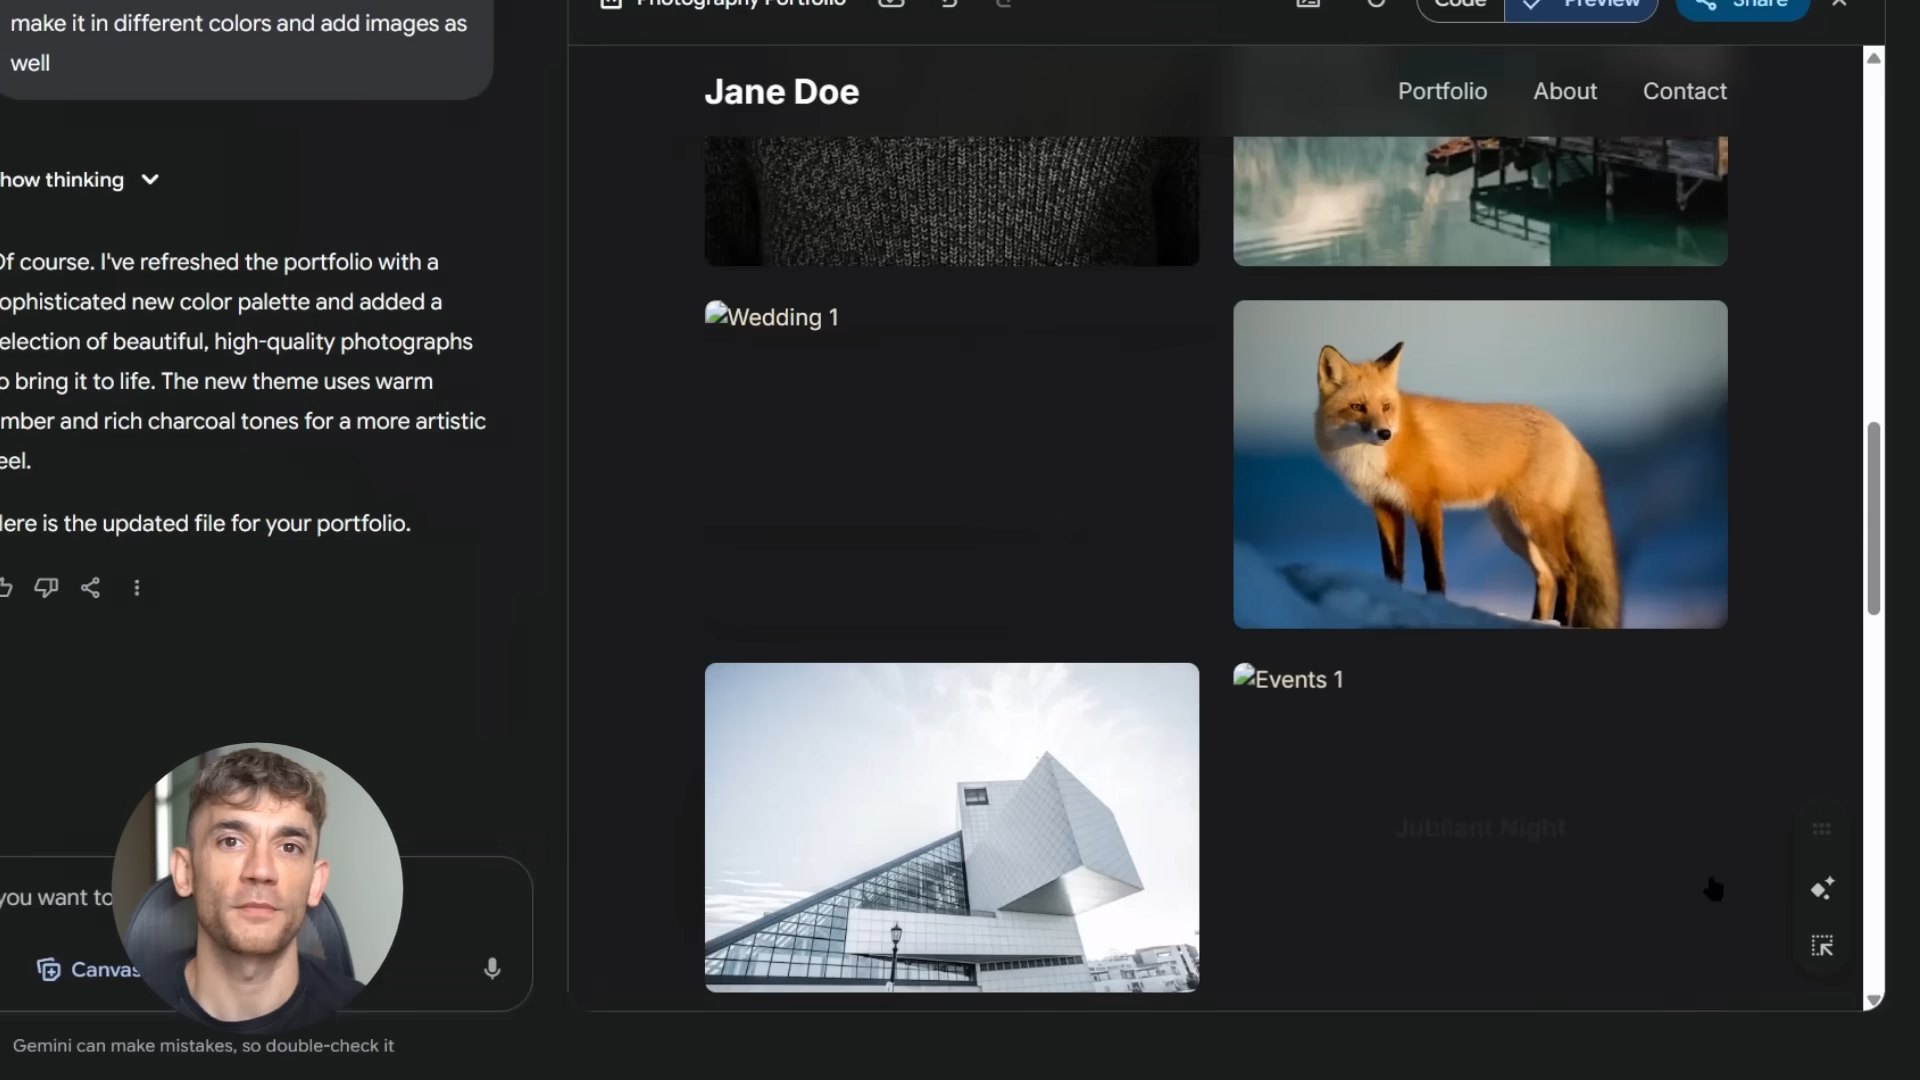 make it in different colors and add images as
well
how thinking
Of course. I've refreshed the portfolio with a
ophisticated new color palette and added a
election of beautiful, high-quality photographs
o bring it to life. The new theme uses warm
mber and rich charcoal tones for a more artistic
eel.
Here is the updated file for your portfolio.
you want to
Canvas
Gemini can make mistakes, so double-check it
Photography Portfolio
Code
Preview
Share
Jane Doe
Portfolio
About
Contact
Wedding 1
Events 1
Jubilant Night